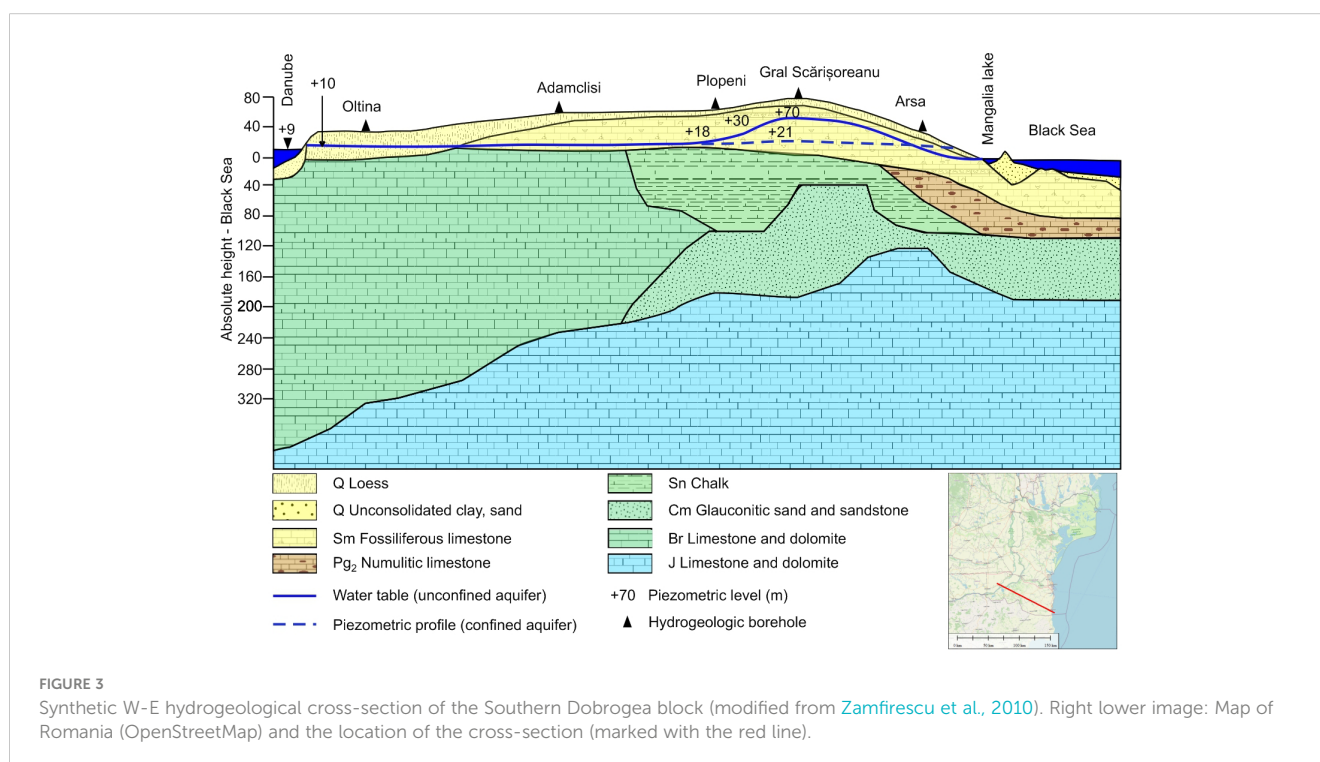 Danube
+10
+9
Oltina
Adamclisi
Plopeni
Gral Scărișoreanu
Arsa
Mangalia lake
Black Sea
+18
+30
+70
+21
Absolute height - Black Sea
80
40
0
40
80
120
160
200
240
280
320
Q Loess
Q Unconsolidated clay, sand
Sm Fossiliferous limestone
Pg2 Numulitic limestone
Water table (unconfined aquifer)
Piezometric profile (confined aquifer)
Sn Chalk
Cm Glauconitic sand and sandstone
Br Limestone and dolomite
J Limestone and dolomite
+70 Piezometric level (m)
Hydrogeologic borehole
FIGURE 3
Synthetic W-E hydrogeological cross-section of the Southern Dobrogea block (modified from Zamfirescu et al., 2010). Right lower image: Map of
Romania (OpenStreetMap) and the location of the cross-section (marked with the red line).